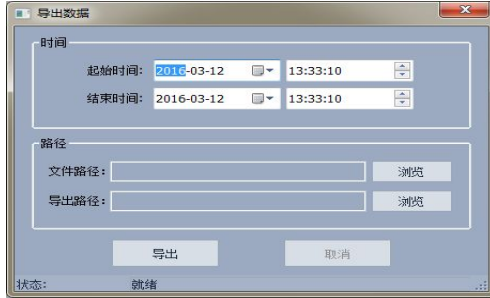 导出数据
时间
起始时间: 2016-03-12 13:33:10
结束时间: 2016-03-12 13:33:10
路径
文件路径: 浏览
导出路径: 浏览
导出 取消
状态: 就绪